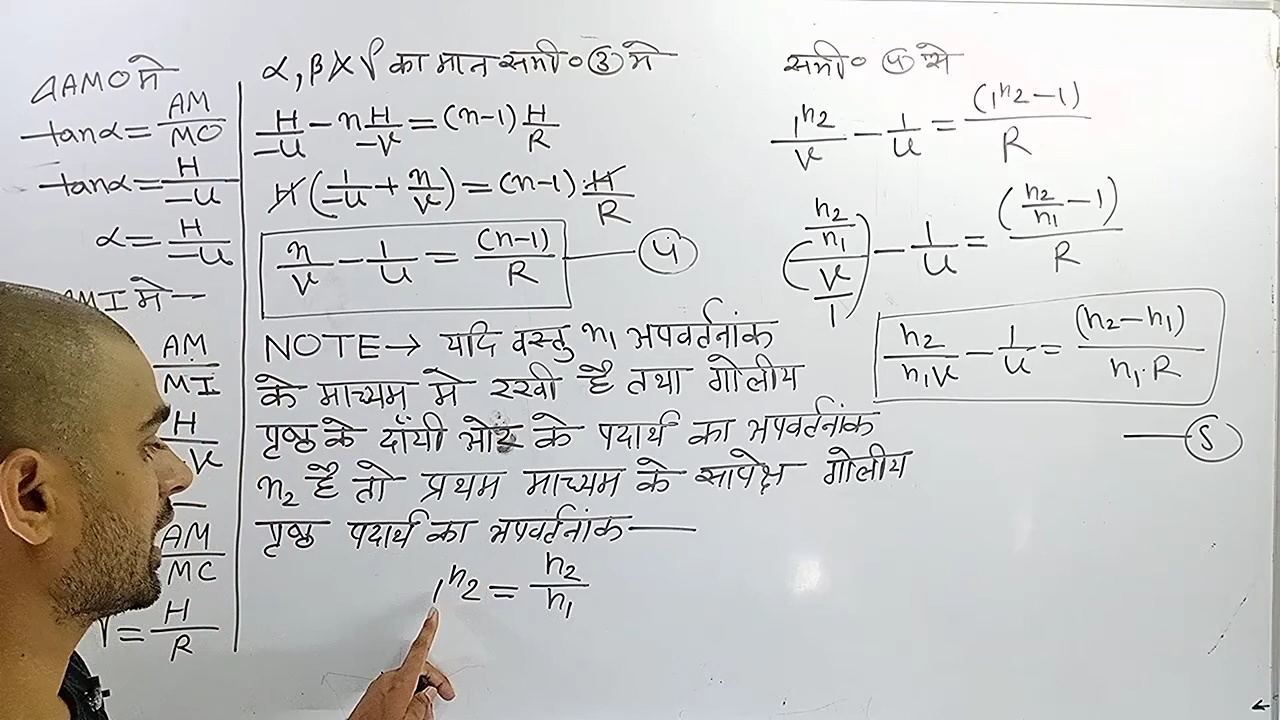 ΔAMO मे
tanα = AM/MO
tanα = H/-u
α = H/-u
MI मे —
AM/MI
H/v
AM/MC
γ = H/R
α, β X γ का मान समी० ③ मे
H/-u - nH/-v = (n-1) H/R
H(1/-u + n/v) = (n-1)·H/R
n/v - 1/u = (n-1)/R — ④
NOTE → यदि वस्तु n₁ अपवर्तनांक
के माध्यम मे रखी है तथा गोलीय
पृष्ठ के दाँयी ओर के पदार्थ का अपवर्तनांक
n₂ है तो प्रथम माध्यम के सापेक्ष गोलीय
पृष्ठ पदार्थ का अपवर्तनांक —
₁n₂ = n₂/n₁
समी० ④ से
₁n₂/v - 1/u = (₁n₂-1)/R
(n₂/n₁)/(v/1) - 1/u = (n₂/n₁ - 1)/R
n₂/n₁v - 1/u = (n₂-n₁)/n₁·R
— ⑤